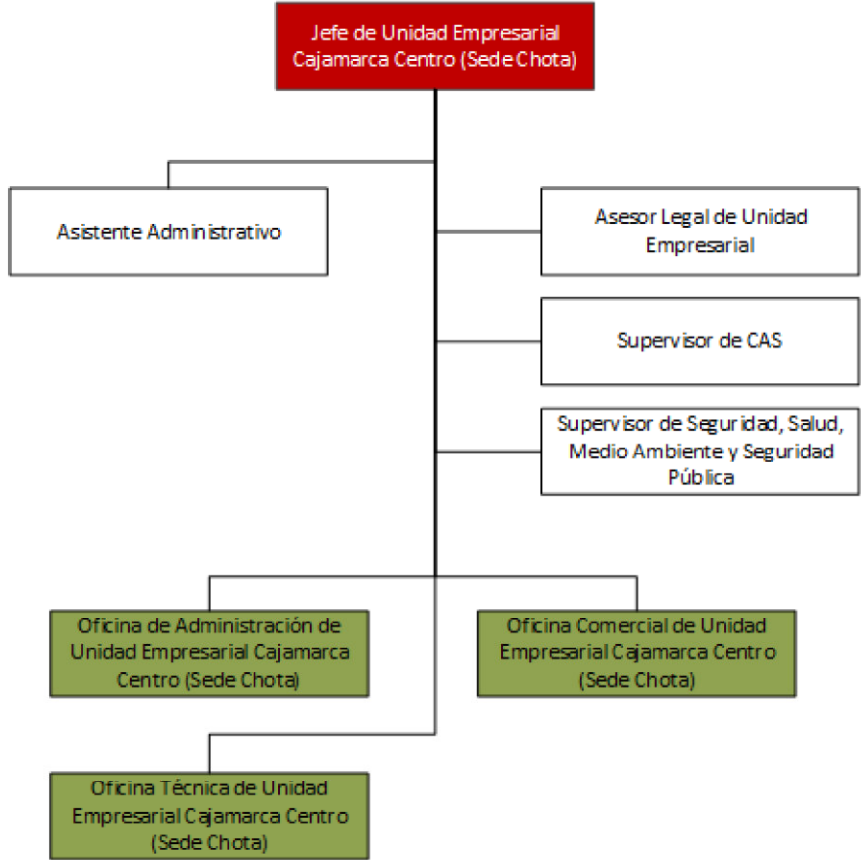 Jefe de Unidad Empresarial
Cajamarca Centro (Sede Chota)
Asistente Administrativo
Asesor Legal de Unidad
Empresarial
Supervisor de CAS
Supervisor de Seguridad, Salud,
Medio Ambiente y Seguridad
Pública
Oficina de Administración de
Unidad Empresarial Cajamarca
Centro (Sede Chota)
Oficina Comercial de Unidad
Empresarial Cajamarca Centro
(Sede Chota)
Oficina Técnica de Unidad
Empresarial Cajamarca Centro
(Sede Chota)